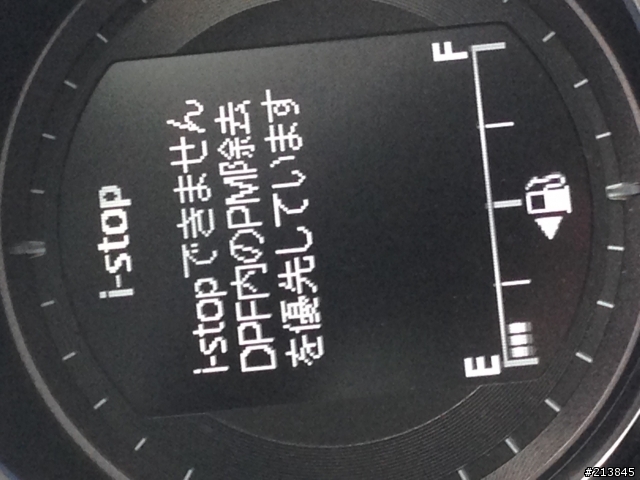 i-stop
i-stopできません
DPF内のPM除去
を優先しています
E
F
#213845